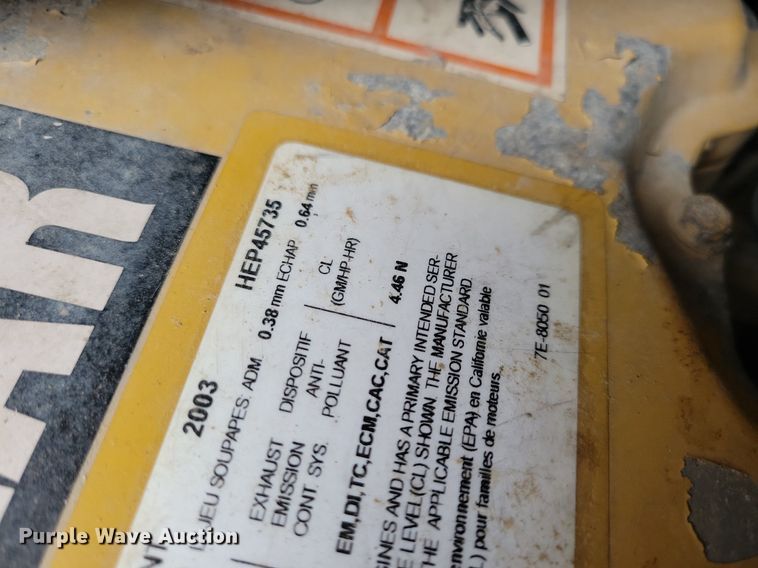 AR
2003 HEP45735
JEU SOUPAPES: ADM 0.38 mm ECHAP 0.64 mm
EXHAUST DISPOSITIF CL
EMISSION ANTI- (GM/HP-HR)
CONT. SYS. POLLUANT
EM,DI,TC,ECM,CAC,CAT 4.46 N
AND HAS A PRIMARY INTENDED SER-
LEVEL(CL) SHOWN. THE MANUFACTURER
THE APPLICABLE EMISSION STANDARD.
environnement (EPA) en Californie valable
pour familles de moteurs.
7E-8050 01
Purple Wave Auction